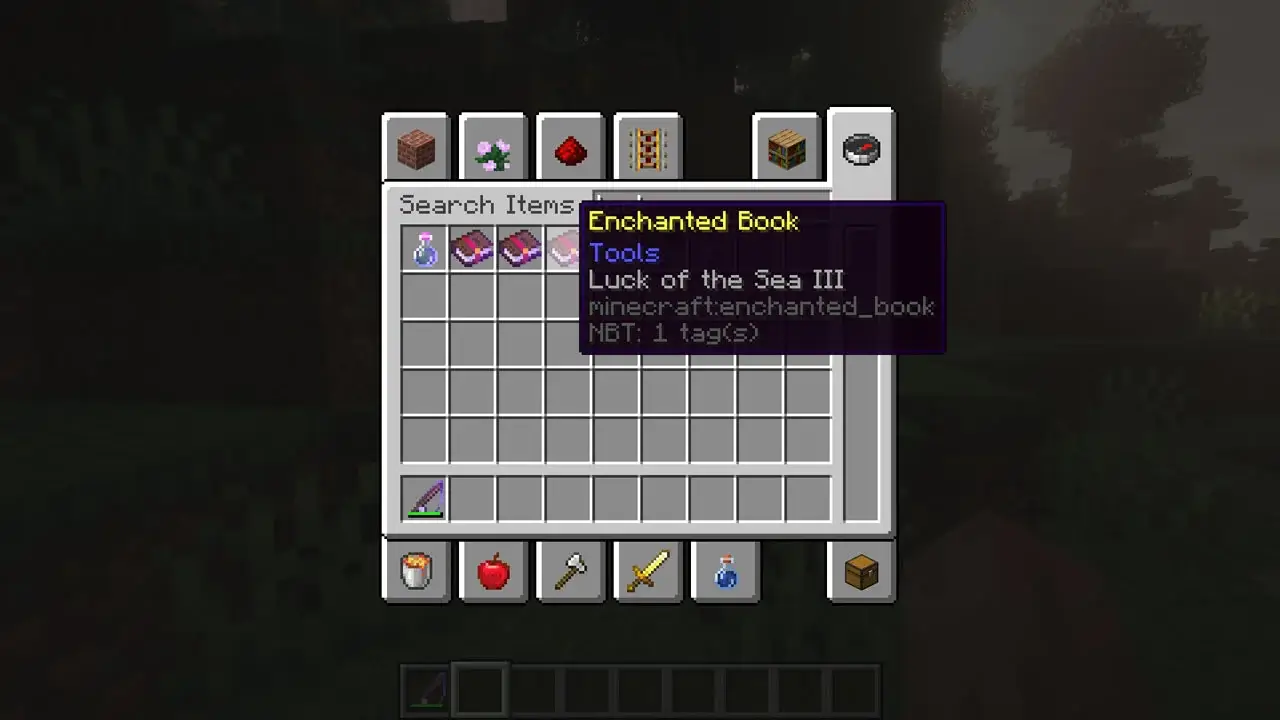 Search Items
Enchanted Book
Tools
Luck of the Sea III
minecraft:enchanted_book
NBT: 1 tag(s)